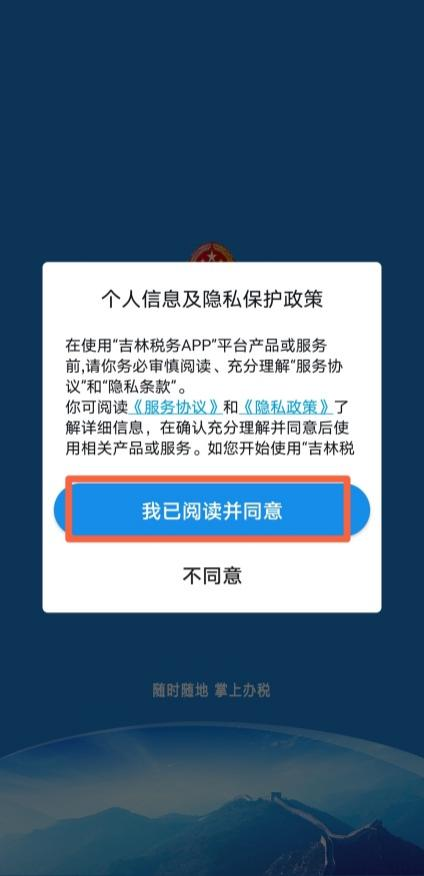 个人信息及隐私保护政策
在使用“吉林税务APP”平台产品或服务
前,请你务必审慎阅读、充分理解“服务协
议”和“隐私条款”。
你可阅读《服务协议》和《隐私政策》了
解详细信息，在确认充分理解并同意后使
用相关产品或服务。如您开始使用“吉林税
我已阅读并同意
不同意
随时随地 掌上办税